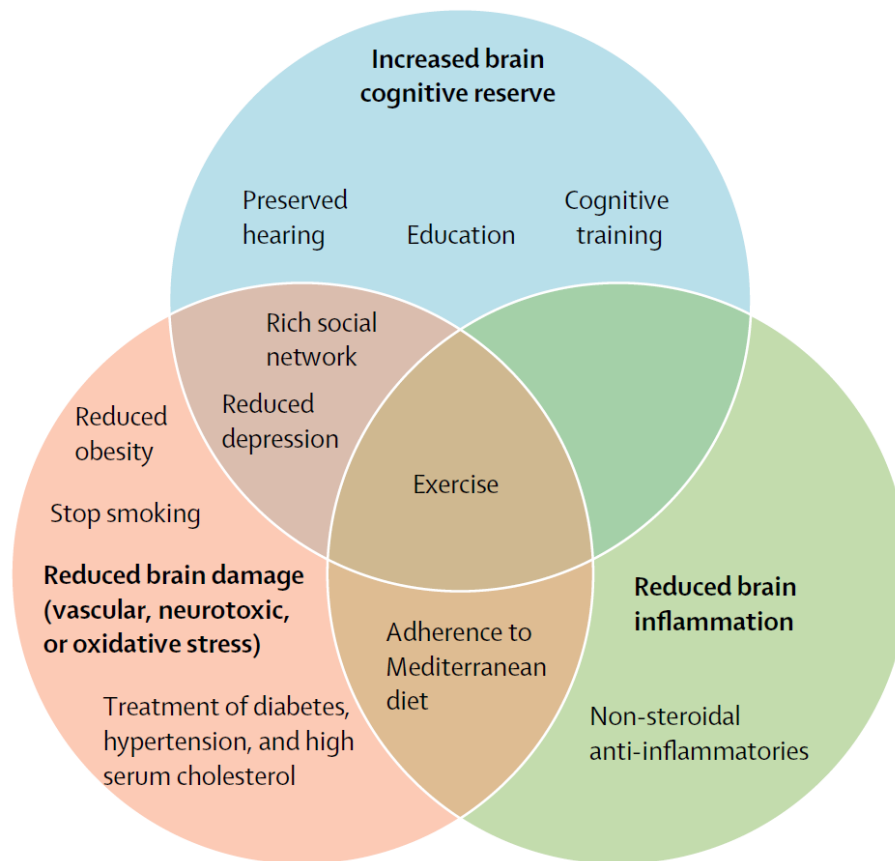 Increased brain
cognitive reserve
Preserved
hearing
Education
Cognitive
training
Rich social
network
Reduced
depression
Reduced
obesity
Stop smoking
Exercise
Reduced brain damage
(vascular, neurotoxic,
or oxidative stress)
Reduced brain
inflammation
Adherence to
Mediterranean
diet
Treatment of diabetes,
hypertension, and high
serum cholesterol
Non-steroidal
anti-inflammatories